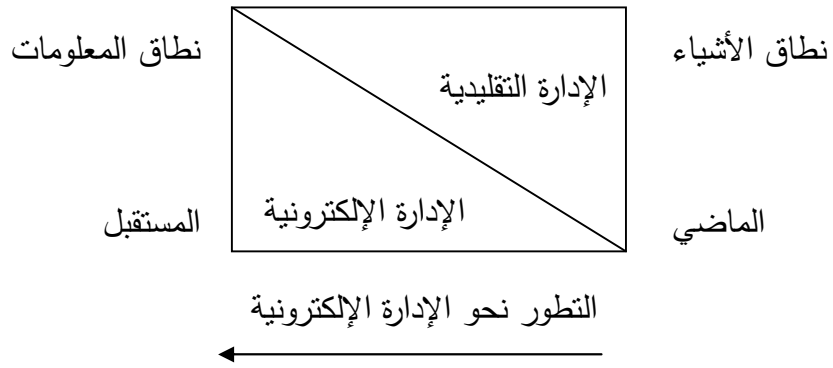 نطاق الأشياء
نطاق المعلومات
الإدارة التقليدية
الماضي
الإدارة الإلكترونية
المستقبل
التطور نحو الإدارة الإلكترونية